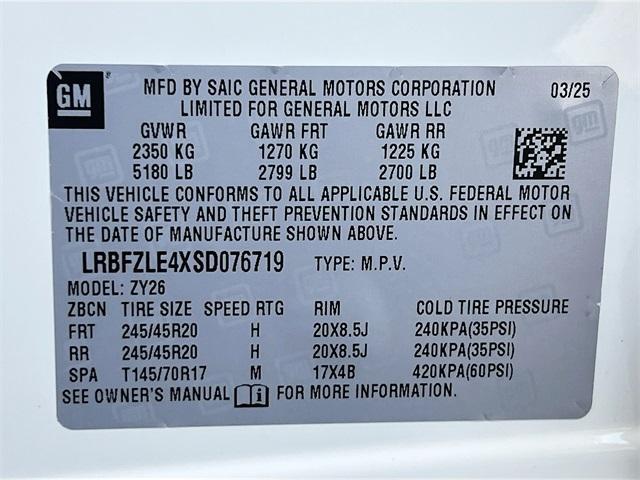 GM
MFD BY SAIC GENERAL MOTORS CORPORATION 03/25
LIMITED FOR GENERAL MOTORS LLC
GVWR GAWR FRT GAWR RR
2350 KG 1270 KG 1225 KG
5180 LB 2799 LB 2700 LB
THIS VEHICLE CONFORMS TO ALL APPLICABLE U.S. FEDERAL MOTOR
VEHICLE SAFETY AND THEFT PREVENTION STANDARDS IN EFFECT ON
THE DATE OF MANUFACTURE SHOWN ABOVE.
LRBFZLE4XSD076719 TYPE: M.P.V.
MODEL: ZY26
ZBCN TIRE SIZE SPEED RTG RIM COLD TIRE PRESSURE
FRT 245/45R20 H 20X8.5J 240KPA(35PSI)
RR 245/45R20 H 20X8.5J 240KPA(35PSI)
SPA T145/70R17 M 17X4B 420KPA(60PSI)
SEE OWNER'S MANUAL i FOR MORE INFORMATION.